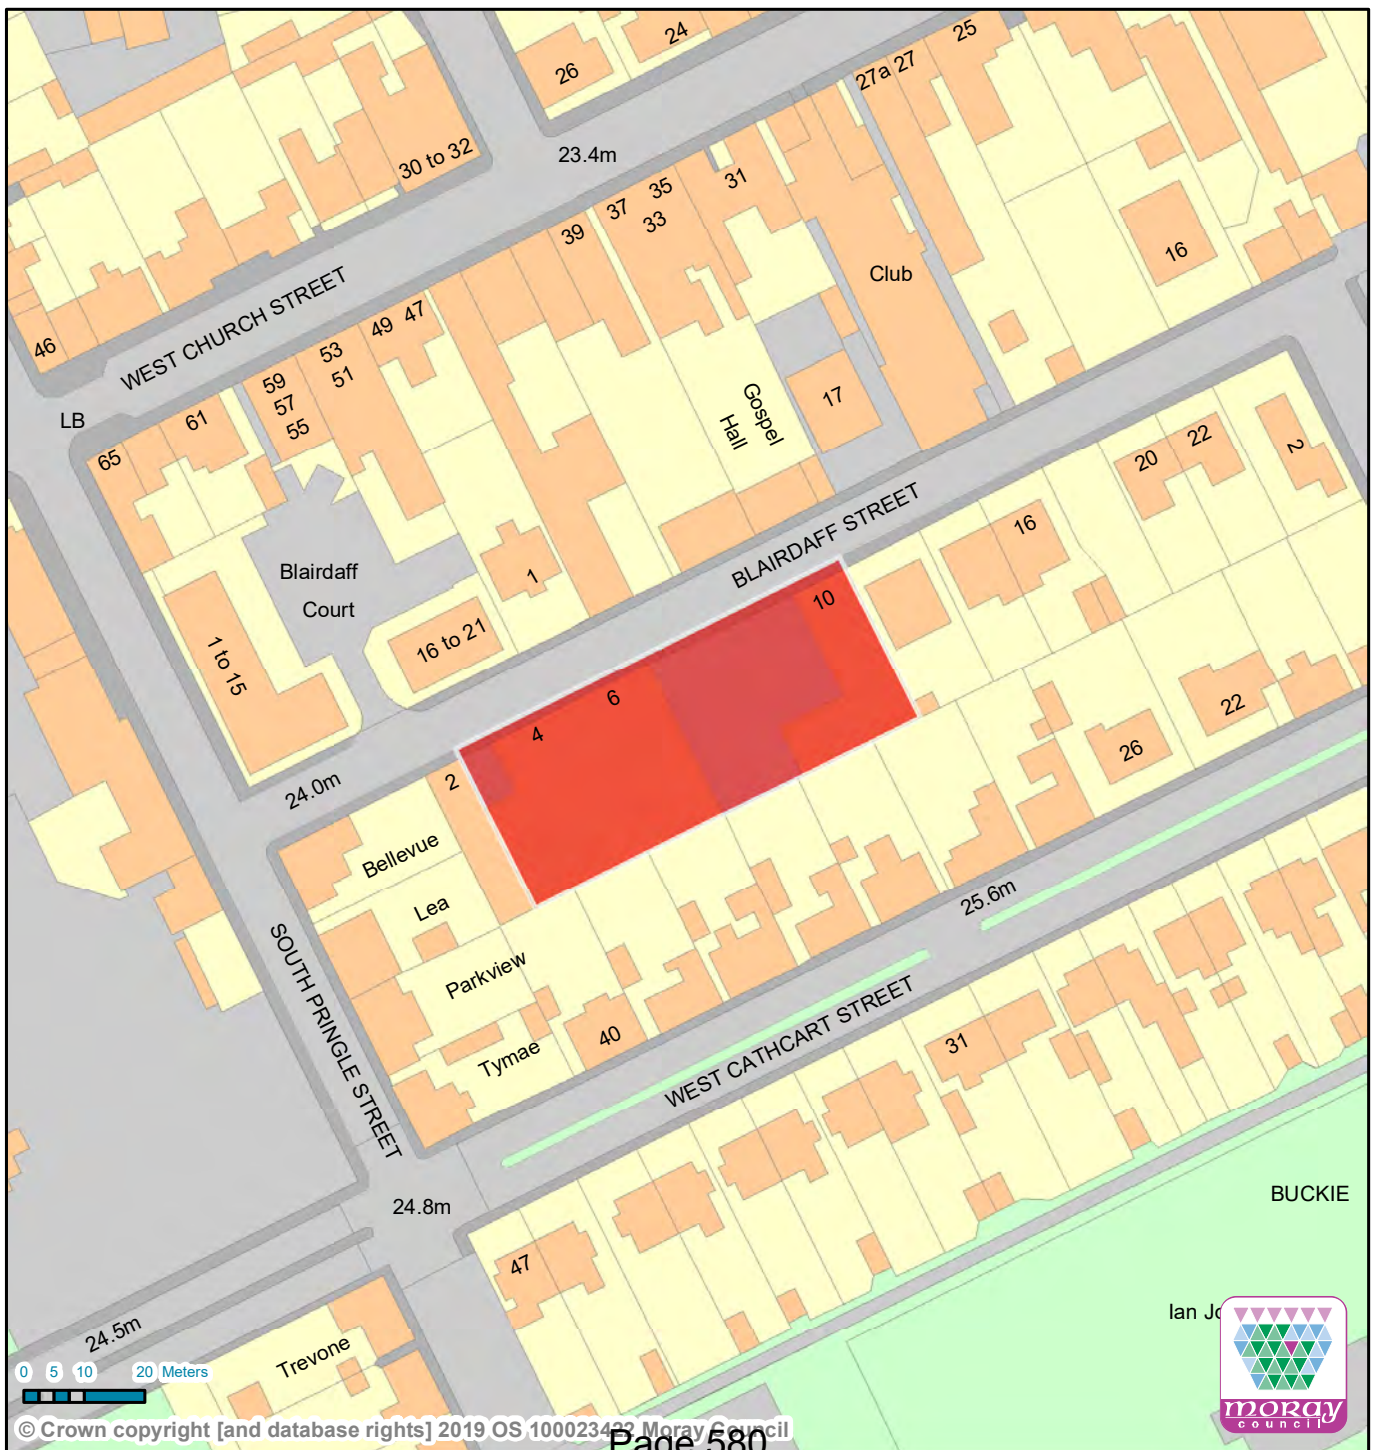 24
26
25
27a 27
30 to 32
23.4m
31
35
37
33
39
16
Club
WEST CHURCH STREET
46
49 47
53
51
59
57
55
61
LB
65
Gospel
Hall
17
22
20
2
16
BLAIRDAFF STREET
Blairdaff
Court
1
16 to 21
1 to 15
10
6
4
2
24.0m
22
26
Bellevue
Lea
25.6m
Parkview
SOUTH PRINGLE STREET
Tymae
40
WEST CATHCART STREET
31
24.8m
BUCKIE
47
24.5m
Trevone
0 5 10 20 Meters
© Crown copyright [and database rights] 2019 OS 100023422 Moray Council
Page 580
moray
council